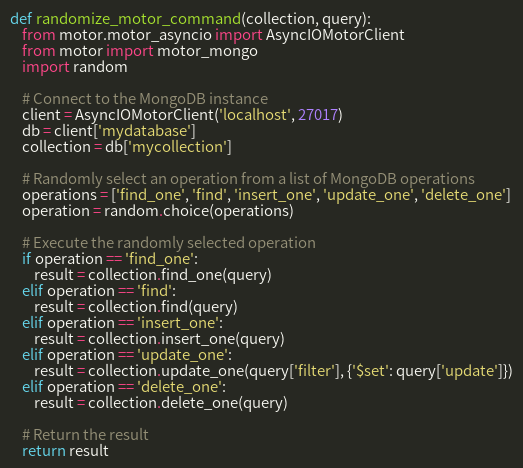 def randomize_motor_command(collection, query):
    from motor.motor_asyncio import AsyncIOMotorClient
    from motor import motor_mongo
    import random

    # Connect to the MongoDB instance
    client = AsyncIOMotorClient('localhost', 27017)
    db = client['mydatabase']
    collection = db['mycollection']

    # Randomly select an operation from a list of MongoDB operations
    operations = ['find_one', 'find', 'insert_one', 'update_one', 'delete_one']
    operation = random.choice(operations)

    # Execute the randomly selected operation
    if operation == 'find_one':
        result = collection.find_one(query)
    elif operation == 'find':
        result = collection.find(query)
    elif operation == 'insert_one':
        result = collection.insert_one(query)
    elif operation == 'update_one':
        result = collection.update_one(query['filter'], {'$set': query['update']})
    elif operation == 'delete_one':
        result = collection.delete_one(query)

    # Return the result
    return result